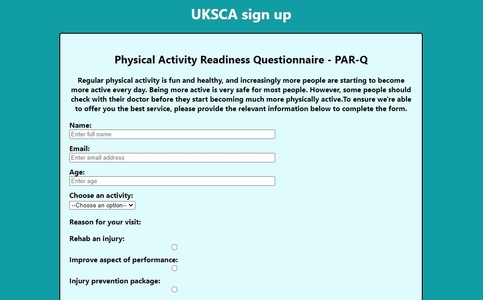 UKSCA sign up
Physical Activity Readiness Questionnaire - PAR-Q
Regular physical activity is fun and healthy, and increasingly more people are starting to become
more active every day. Being more active is very safe for most people. However, some people should
check with their doctor before they start becoming much more physically active.To ensure we're able
to offer you the best service, please provide the relevant information below to complete the form.
Name:
Enter full name
Email:
Enter email address
Age:
Enter age
Choose an activity:
--Choose an option--
Reason for your visit:
Rehab an injury:
Improve aspect of performance:
Injury prevention package: